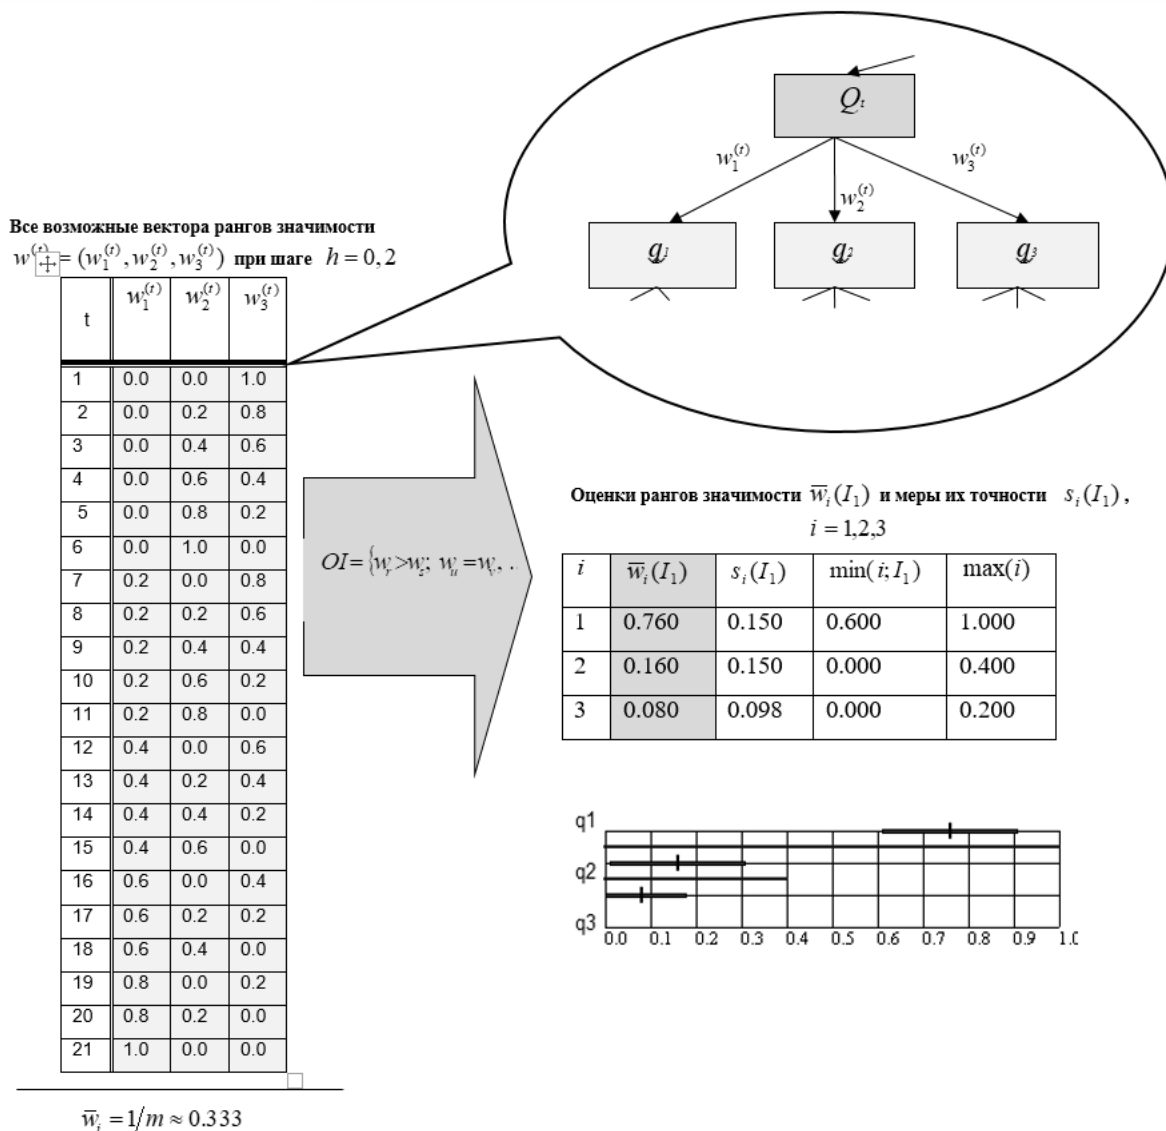 Q_t
w_1^(t)
w_3^(t)
w_2^(t)
q_1 q_2 q_3
Все возможные вектора рангов значимости
= (w_1^(t), w_2^(t), w_3^(t)) при шаге h = 0,2
t w_1^(t) w_2^(t) w_3^(t)
1 0.0 0.0 1.0
2 0.0 0.2 0.8
3 0.0 0.4 0.6
4 0.0 0.6 0.4
5 0.0 0.8 0.2
6 0.0 1.0 0.0
7 0.2 0.0 0.8
8 0.2 0.2 0.6
9 0.2 0.4 0.4
10 0.2 0.6 0.2
11 0.2 0.8 0.0
12 0.4 0.0 0.6
13 0.4 0.2 0.4
14 0.4 0.4 0.2
15 0.4 0.6 0.0
16 0.6 0.0 0.4
17 0.6 0.2 0.2
18 0.6 0.4 0.0
19 0.8 0.0 0.2
20 0.8 0.2 0.0
21 1.0 0.0 0.0
w̅_i = 1/m ≈ 0.333
OI = {w_r > w_s; w_u = w_v, ..
Оценки рангов значимости w̅_i(I_1) и меры их точности s_i(I_1),
i = 1,2,3
i w̅_i(I_1) s_i(I_1) min(i; I_1) max(i)
1 0.760 0.150 0.600 1.000
2 0.160 0.150 0.000 0.400
3 0.080 0.098 0.000 0.200
q1
q2
q3
0.0 0.1 0.2 0.3 0.4 0.5 0.6 0.7 0.8 0.9 1.0